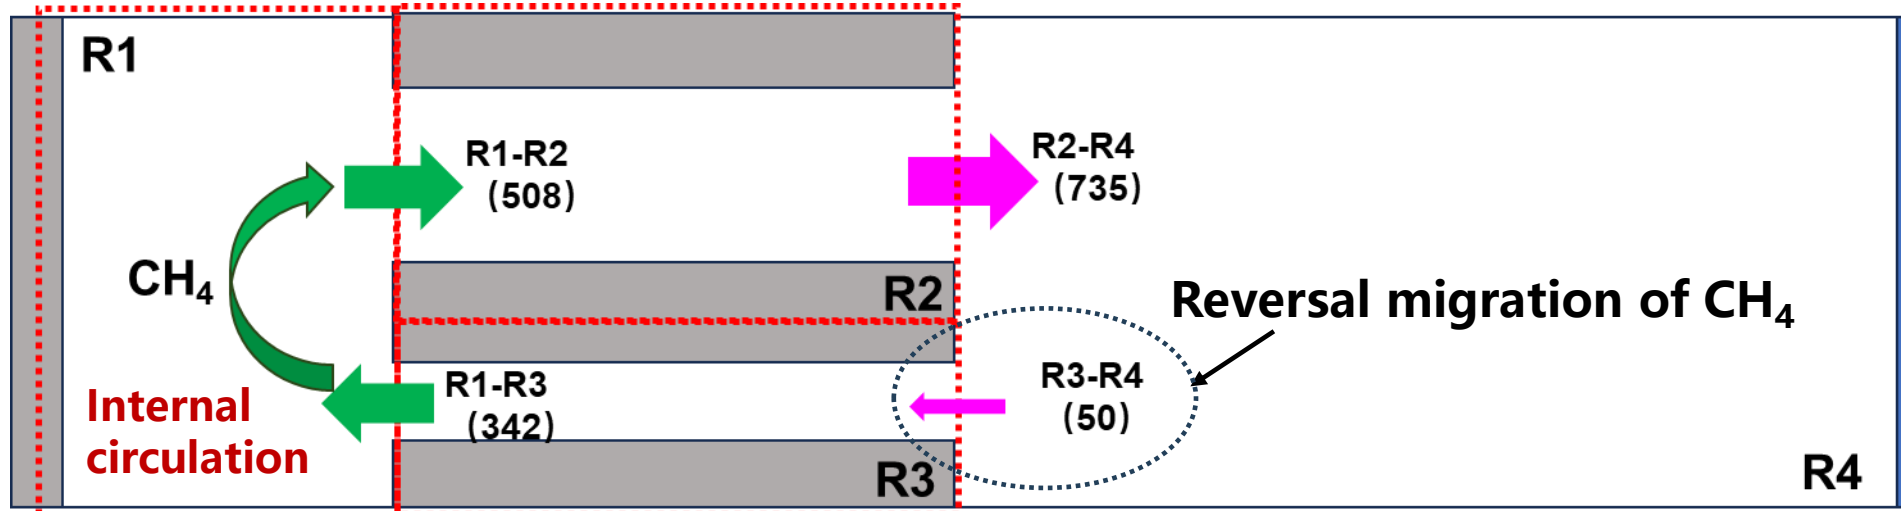 R1
R1-R2
(508)
R2-R4
(735)
CH₄
R2
Reversal migration of CH₄
Internal
circulation
R1-R3
(342)
R3-R4
(50)
R3
R4